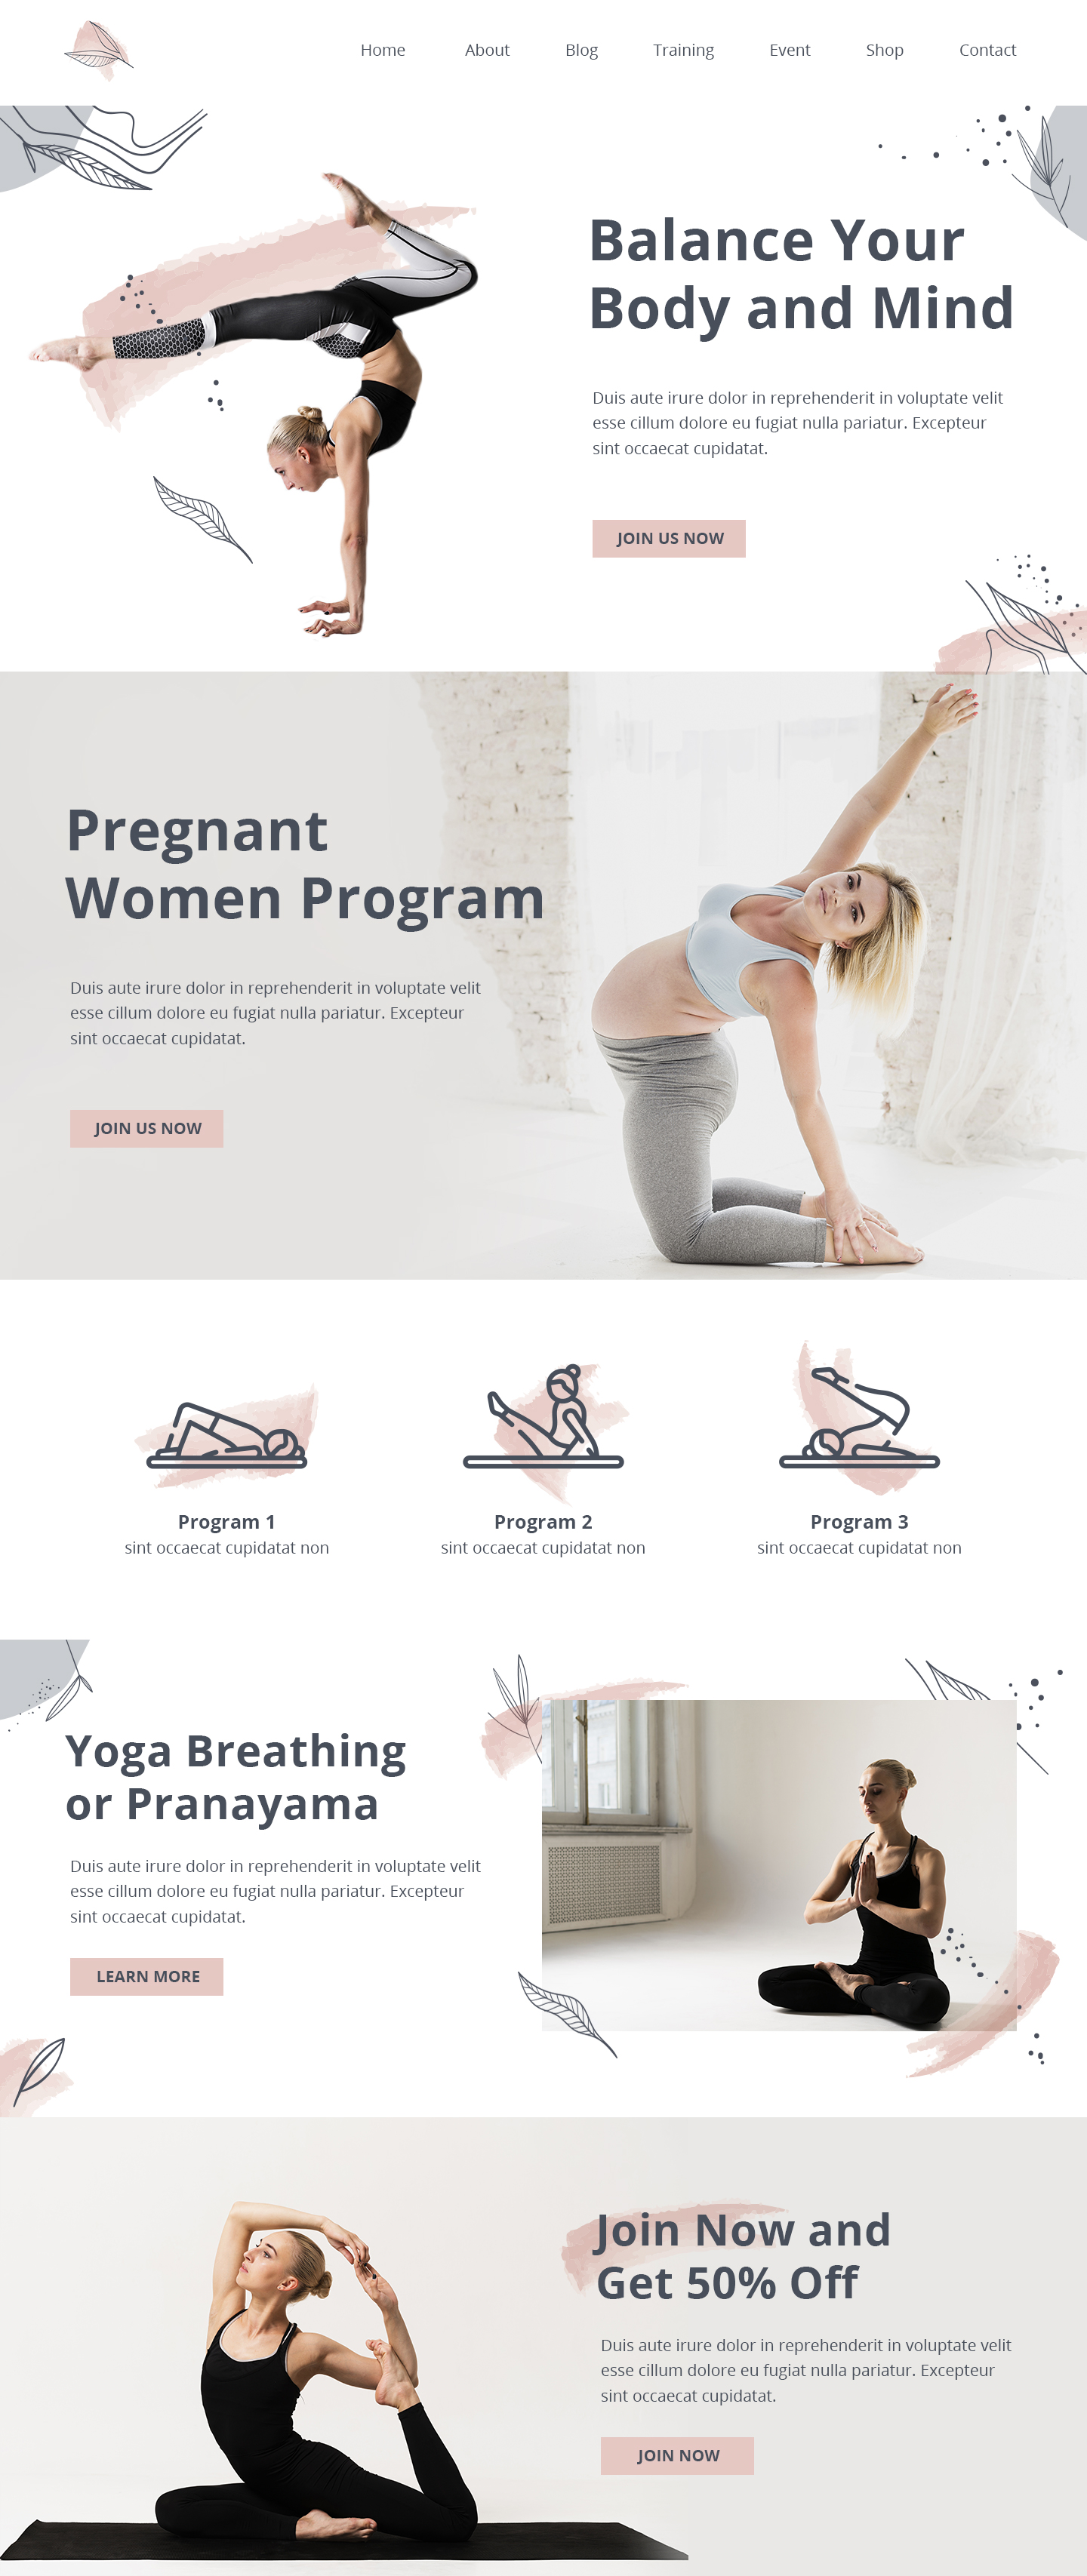 Home About Blog Training Event Shop Contact
Balance Your
Body and Mind
Duis aute irure dolor in reprehenderit in voluptate velit
esse cillum dolore eu fugiat nulla pariatur. Excepteur
sint occaecat cupidatat.
JOIN US NOW
Pregnant
Women Program
Duis aute irure dolor in reprehenderit in voluptate velit
esse cillum dolore eu fugiat nulla pariatur. Excepteur
sint occaecat cupidatat.
JOIN US NOW
Program 1
sint occaecat cupidatat non
Program 2
sint occaecat cupidatat non
Program 3
sint occaecat cupidatat non
Yoga Breathing
or Pranayama
Duis aute irure dolor in reprehenderit in voluptate velit
esse cillum dolore eu fugiat nulla pariatur. Excepteur
sint occaecat cupidatat.
LEARN MORE
Join Now and
Get 50% Off
Duis aute irure dolor in reprehenderit in voluptate velit
esse cillum dolore eu fugiat nulla pariatur. Excepteur
sint occaecat cupidatat.
JOIN NOW